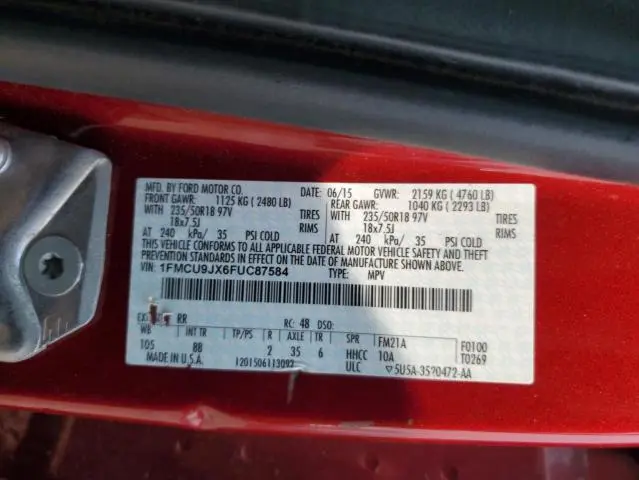 MFD. BY FORD MOTOR CO. DATE: 06/15 GVWR: 2159 KG ( 4760 LB)
FRONT GAWR: 1125 KG ( 2480 LB) REAR GAWR: 1040 KG ( 2293 LB)
WITH 235/50R18 97V TIRES WITH 235/50R18 97V TIRES
18x7.5J RIMS 18x7.5J RIMS
AT 240 kPa/ 35 PSI COLD AT 240 kPa/ 35 PSI COLD
THIS VEHICLE CONFORMS TO ALL APPLICABLE FEDERAL MOTOR VEHICLE SAFETY AND THEFT
PREVENTION STANDARDS IN EFFECT ON THE DATE OF MANUFACTURE SHOWN ABOVE.
VIN: 1FMCU9JX6FUC87584 TYPE: MPV
RR RC: 48 DSO:
WB INT TR TP/PS R AXLE TR SPR FM21A F0100
105 BB 2 35 6 HHCC 10A T0269
MADE IN U.S.A. ULC
▽5U5A-3520472-AA